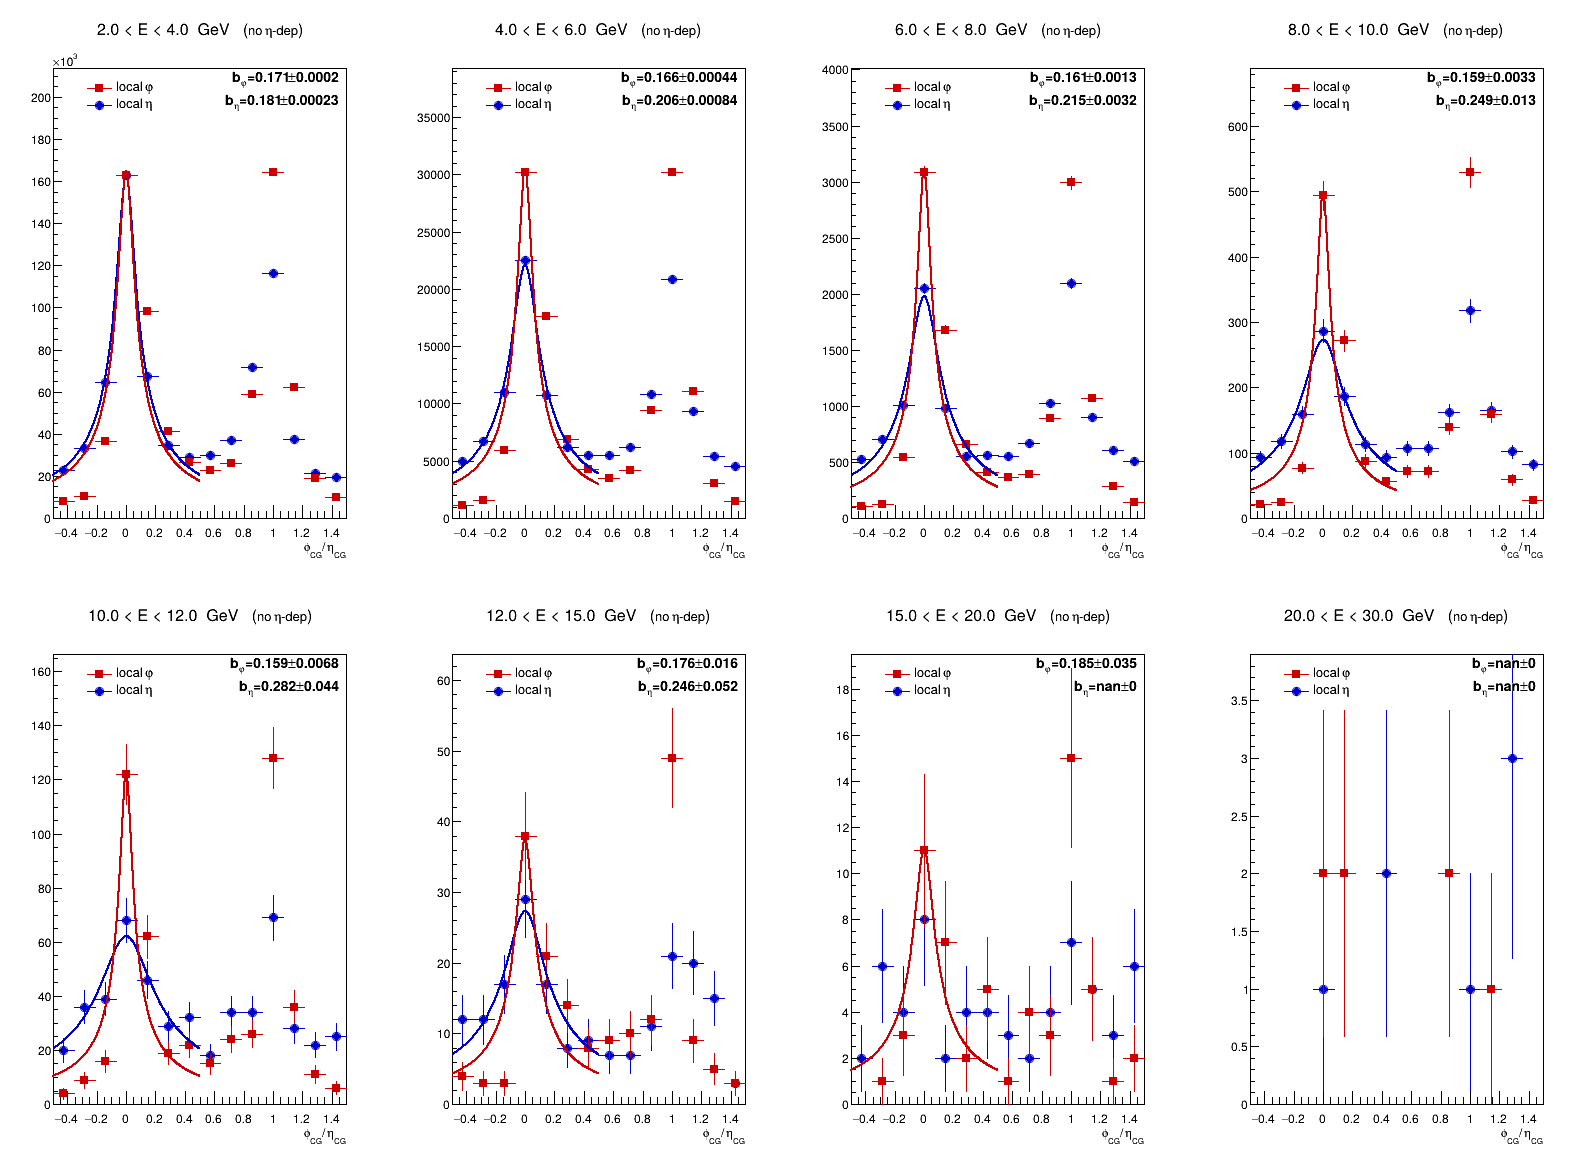 2.0 < E < 4.0 GeV (no η-dep)
×10³
local φ
local η
b_φ=0.171±0.0002
b_η=0.181±0.00023
200
180
160
140
120
100
80
60
40
20
0
−0.4 −0.2 0 0.2 0.4 0.6 0.8 1 1.2 1.4
ϕ_CG/η_CG
4.0 < E < 6.0 GeV (no η-dep)
local φ
local η
b_φ=0.166±0.00044
b_η=0.206±0.00084
35000
30000
25000
20000
15000
10000
5000
0
−0.4 −0.2 0 0.2 0.4 0.6 0.8 1 1.2 1.4
ϕ_CG/η_CG
6.0 < E < 8.0 GeV (no η-dep)
local φ
local η
b_φ=0.161±0.0013
b_η=0.215±0.0032
4000
3500
3000
2500
2000
1500
1000
500
0
−0.4 −0.2 0 0.2 0.4 0.6 0.8 1 1.2 1.4
ϕ_CG/η_CG
8.0 < E < 10.0 GeV (no η-dep)
local φ
local η
b_φ=0.159±0.0033
b_η=0.249±0.013
600
500
400
300
200
100
0
−0.4 −0.2 0 0.2 0.4 0.6 0.8 1 1.2 1.4
ϕ_CG/η_CG
10.0 < E < 12.0 GeV (no η-dep)
local φ
local η
b_φ=0.159±0.0068
b_η=0.282±0.044
160
140
120
100
80
60
40
20
0
−0.4 −0.2 0 0.2 0.4 0.6 0.8 1 1.2 1.4
ϕ_CG/η_CG
12.0 < E < 15.0 GeV (no η-dep)
local φ
local η
b_φ=0.176±0.016
b_η=0.246±0.052
60
50
40
30
20
10
0
−0.4 −0.2 0 0.2 0.4 0.6 0.8 1 1.2 1.4
ϕ_CG/η_CG
15.0 < E < 20.0 GeV (no η-dep)
local φ
local η
b_φ=0.185±0.035
b_η=nan±0
18
16
14
12
10
8
6
4
2
0
−0.4 −0.2 0 0.2 0.4 0.6 0.8 1 1.2 1.4
ϕ_CG/η_CG
20.0 < E < 30.0 GeV (no η-dep)
local φ
local η
b_φ=nan±0
b_η=nan±0
3.5
3
2.5
2
1.5
1
0.5
0
−0.4 −0.2 0 0.2 0.4 0.6 0.8 1 1.2 1.4
ϕ_CG/η_CG